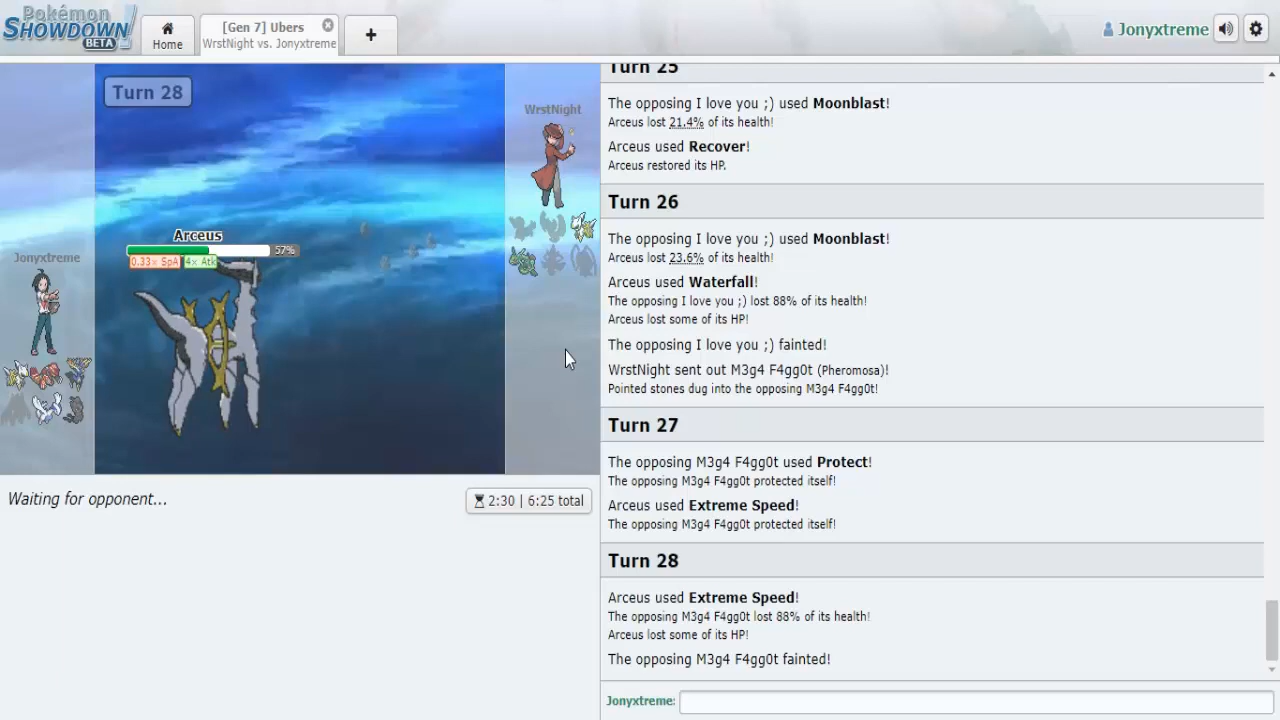 Pokémon
SHOWDOWN!
BETA
Home
[Gen 7] Ubers
WrstNight vs. Jonyxtreme
+
Jonyxtreme
Turn 28
WrstNight
Jonyxtreme
Arceus
57%
0.33× SpA 4× Atk
Waiting for opponent...
2:30 | 6:25 total
Turn 25
The opposing I love you ;) used Moonblast!
Arceus lost 21.4% of its health!
Arceus used Recover!
Arceus restored its HP.
Turn 26
The opposing I love you ;) used Moonblast!
Arceus lost 23.6% of its health!
Arceus used Waterfall!
The opposing I love you ;) lost 88% of its health!
Arceus lost some of its HP!
The opposing I love you ;) fainted!
WrstNight sent out M3g4 F4gg0t (Pheromosa)!
Pointed stones dug into the opposing M3g4 F4gg0t!
Turn 27
The opposing M3g4 F4gg0t used Protect!
The opposing M3g4 F4gg0t protected itself!
Arceus used Extreme Speed!
The opposing M3g4 F4gg0t protected itself!
Turn 28
Arceus used Extreme Speed!
The opposing M3g4 F4gg0t lost 88% of its health!
Arceus lost some of its HP!
The opposing M3g4 F4gg0t fainted!
Jonyxtreme: